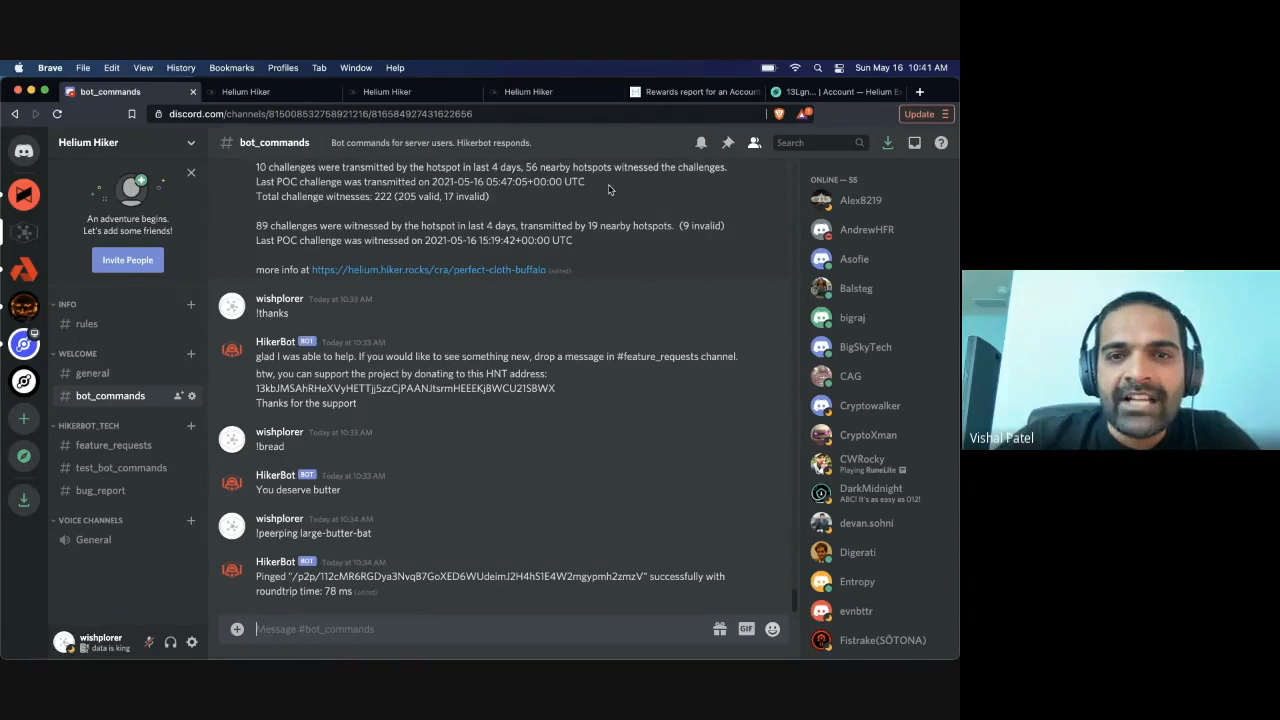 Brave File Edit View History Bookmarks Profiles Tab Window Help Sun May 16 10:41 AM
bot_commands Helium Hiker Helium Hiker Helium Hiker Rewards report for an Accoun 13Lgn... | Account — Helium E
discord.com/channels/815008532758921216/816584927431622656 Update
Helium Hiker
# bot_commands Bot commands for server users. Hikerbot responds. Search
An adventure begins.
Let's add some friends!
Invite People
INFO
# rules
WELCOME
# general
# bot_commands
HIKERBOT_TECH
# feature_requests
# test_bot_commands
# bug_report
VOICE CHANNELS
General
wishplorer
data is king
10 challenges were transmitted by the hotspot in last 4 days, 56 nearby hotspots witnessed the challenges.
Last POC challenge was transmitted on 2021-05-16 05:47:05+00:00 UTC
Total challenge witnesses: 222 (205 valid, 17 invalid)
89 challenges were witnessed by the hotspot in last 4 days, transmitted by 19 nearby hotspots. (9 invalid)
Last POC challenge was witnessed on 2021-05-16 15:19:42+00:00 UTC
more info at https://helium.hiker.rocks/cra/perfect-cloth-buffalo (edited)
wishplorer Today at 10:33 AM
!thanks
HikerBot BOT Today at 10:33 AM
glad I was able to help. If you would like to see something new, drop a message in #feature_requests channel.
btw, you can support the project by donating to this HNT address:
Thanks for the support
wishplorer Today at 10:33 AM
!bread
HikerBot BOT Today at 10:33 AM
You deserve butter
wishplorer Today at 10:34 AM
!peerping large-butter-bat
HikerBot BOT Today at 10:34 AM
Pinged successfully with
roundtrip time: 78 ms (edited)
Message #bot_commands
GIF
ONLINE — 55
Alex8219
AndrewHFR
Asofie
Balsteg
bigraj
BigSkyTech
CAG
Cryptowalker
CryptoXman
CWRocky
Playing RuneLite
DarkMidnight
ABC! It's as easy as 012!
devan.sohni
Digerati
Entropy
evnbttr
Fistrake(SŌTONA)
Vishal Patel